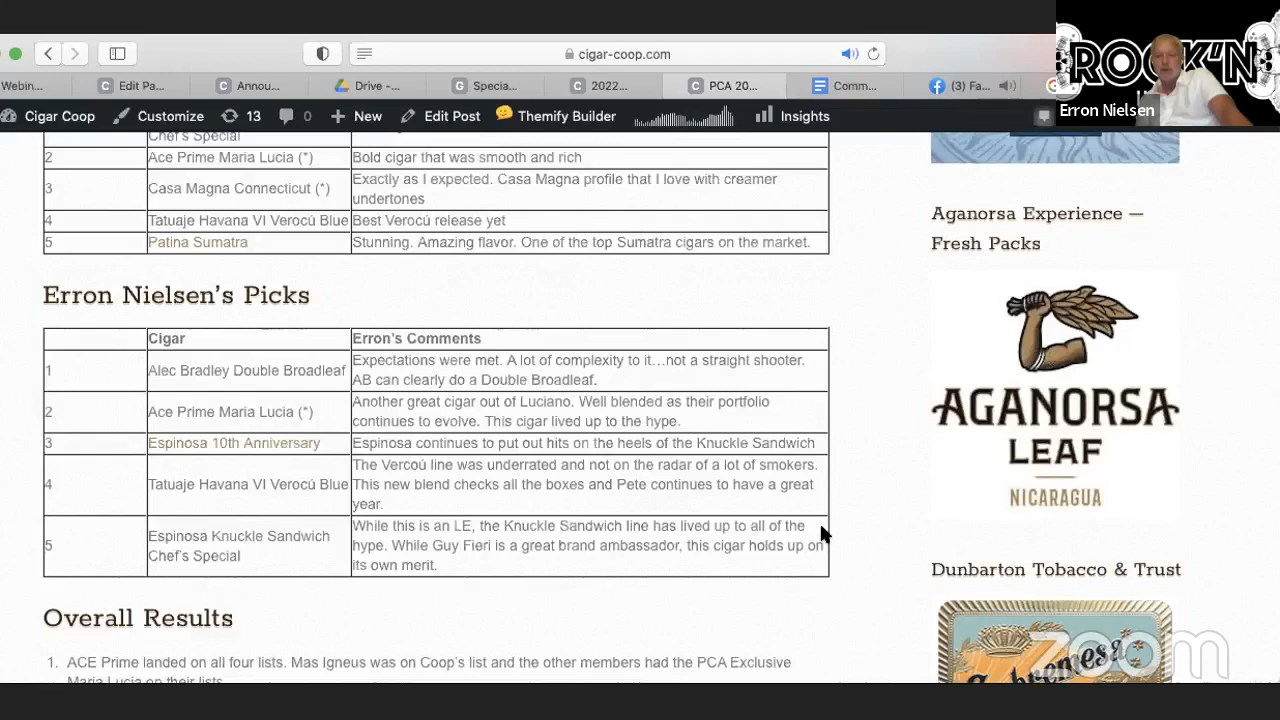 cigar-coop.com
Webin...
Edit Pa...
Annou...
Drive -...
Specia...
2022...
PCA 20...
Comm...
(3) Fa...
ROCK'N
Erron Nielsen
Cigar Coop
Customize
13
0
New
Edit Post
Themify Builder
Insights
Chef's Special
2 Ace Prime Maria Lucia (*) Bold cigar that was smooth and rich
3 Casa Magna Connecticut (*) Exactly as I expected. Casa Magna profile that I love with creamer
undertones
4 Tatuaje Havana VI Verocú Blue Best Verocú release yet
5 Patina Sumatra Stunning. Amazing flavor. One of the top Sumatra cigars on the market.
Erron Nielsen's Picks
Cigar Erron's Comments
1 Alec Bradley Double Broadleaf Expectations were met. A lot of complexity to it…not a straight shooter.
AB can clearly do a Double Broadleaf.
2 Ace Prime Maria Lucia (*) Another great cigar out of Luciano. Well blended as their portfolio
continues to evolve. This cigar lived up to the hype.
3 Espinosa 10th Anniversary Espinosa continues to put out hits on the heels of the Knuckle Sandwich
4 Tatuaje Havana VI Verocú Blue The Vercoú line was underrated and not on the radar of a lot of smokers.
This new blend checks all the boxes and Pete continues to have a great
year.
5 Espinosa Knuckle Sandwich
Chef's Special
While this is an LE, the Knuckle Sandwich line has lived up to all of the
hype. While Guy Fieri is a great brand ambassador, this cigar holds up on
its own merit.
Overall Results
1. ACE Prime landed on all four lists. Mas Igneus was on Coop's list and the other members had the PCA Exclusive
Maria Lucia on their lists
Aganorsa Experience —
Fresh Packs
AGANORSA
LEAF
NICARAGUA
Dunbarton Tobacco & Trust
Sobremesa
zoom